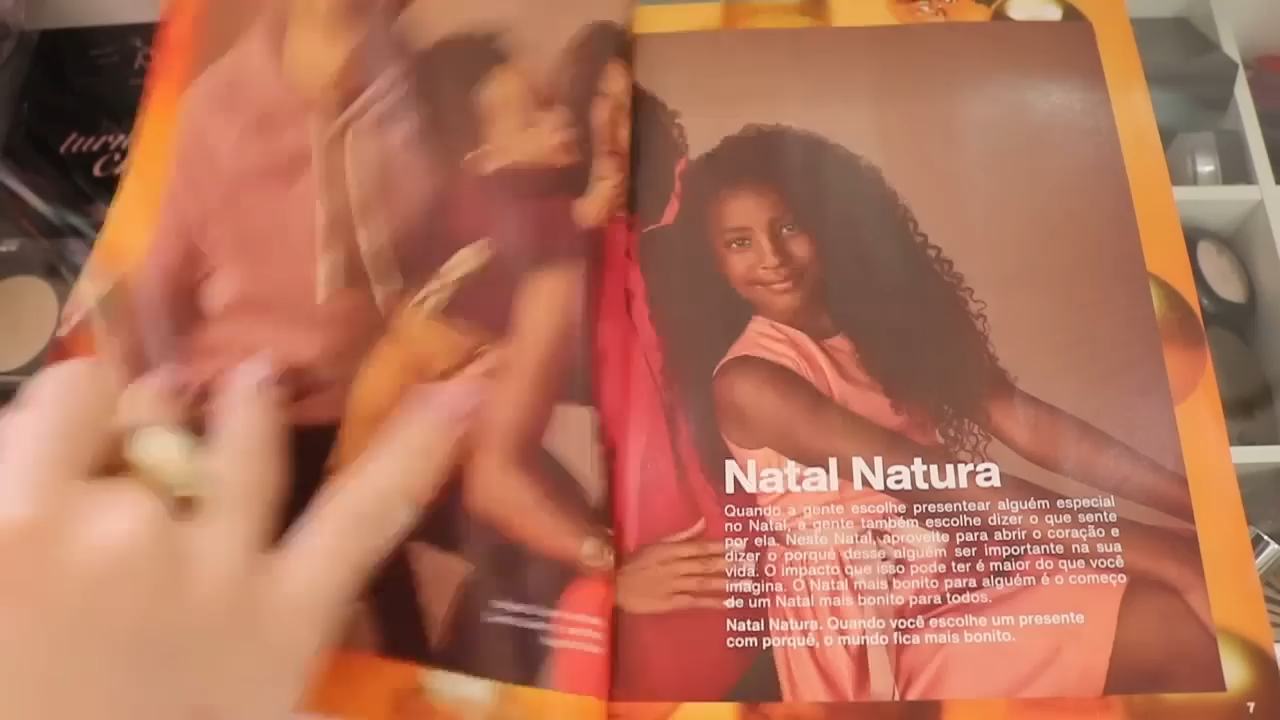 turn
Natal Natura
Quando a gente escolhe presentear alguém especial
no Natal, a gente também escolhe dizer o que sente
por ela. Neste Natal, aproveite para abrir o coração e
dizer o porquê desse alguém ser importante na sua
vida. O impacto que isso pode ter é maior do que você
imagina. O Natal mais bonito para alguém é o começo
de um Natal mais bonito para todos.
Natal Natura. Quando você escolhe um presente
com porquê, o mundo fica mais bonito.
7